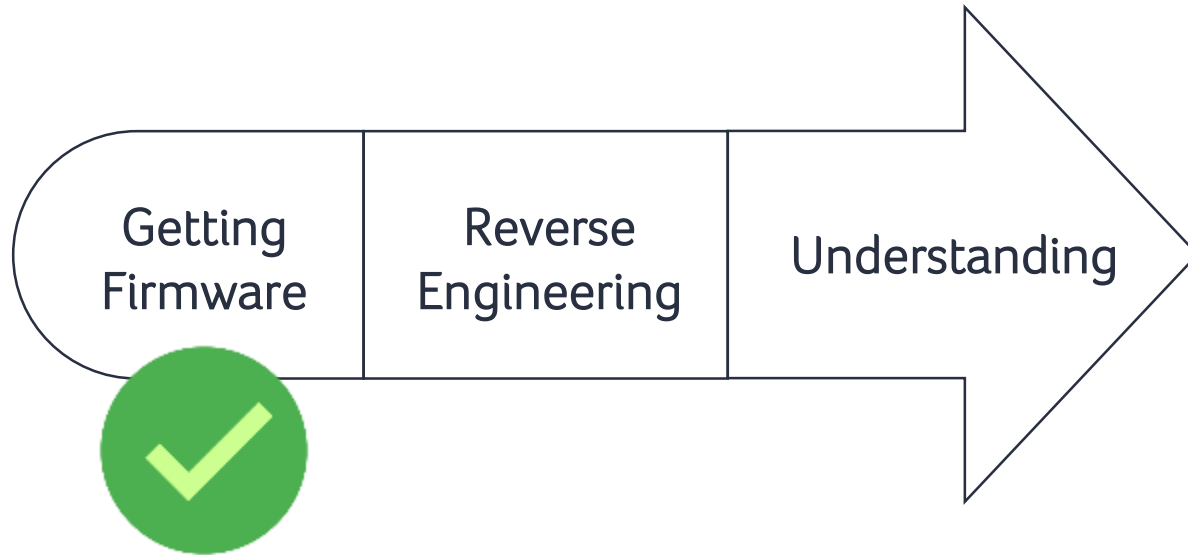 Getting
Firmware
Reverse
Engineering
Understanding